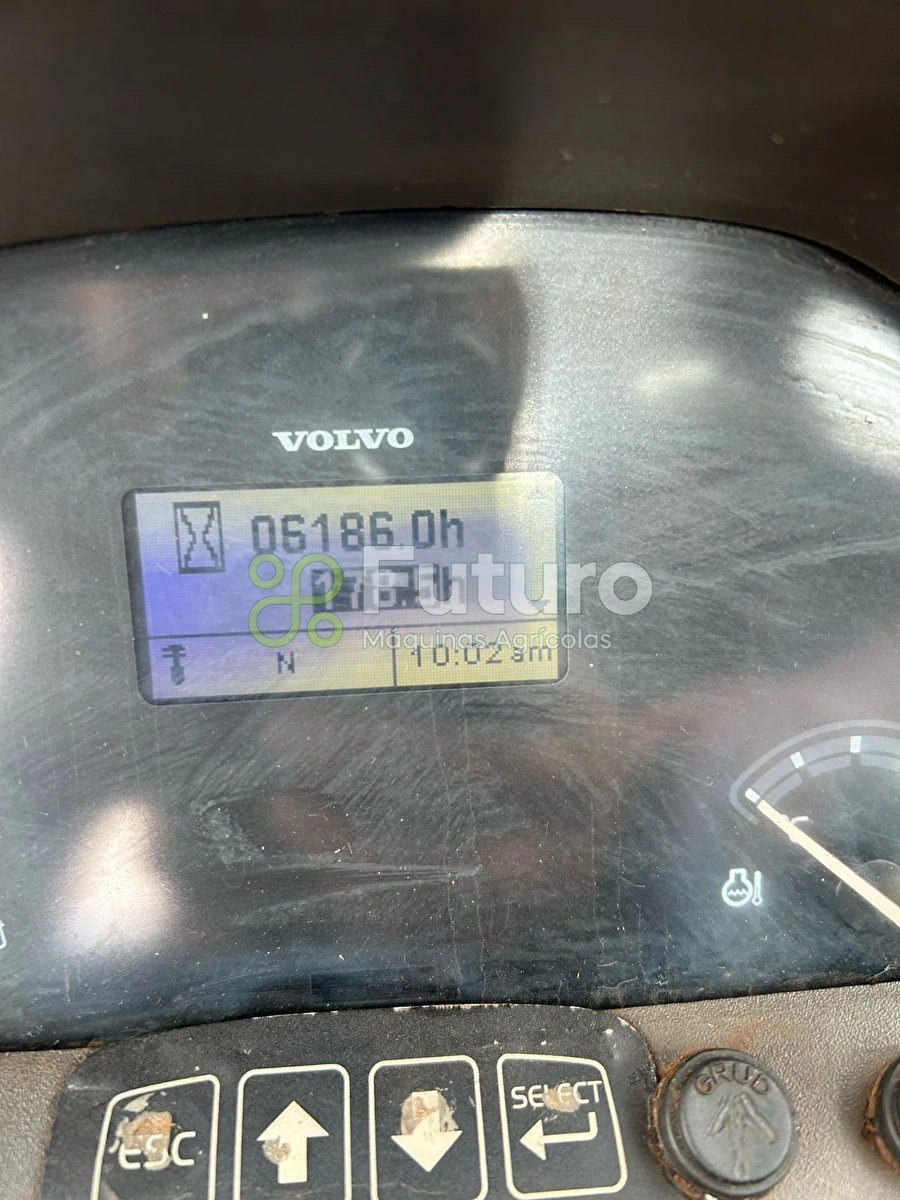 VOLVO
06186.0h
Futuro
Máquinas Agrícolas
N
10:02am
ESC
SELECT